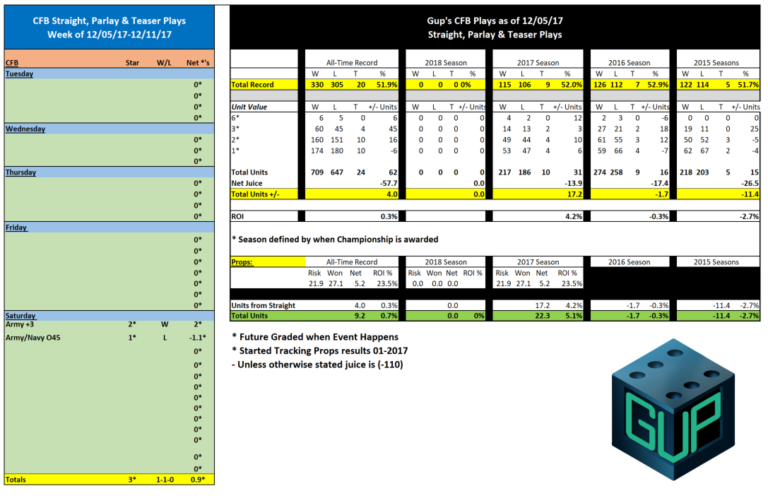 CFB Straight, Parlay & Teaser Plays
Week of 12/05/17-12/11/17
CFB Star W/L Net *'s
Tuesday
0*
0*
0*
0*
Wednesday
0*
0*
0*
Thursday
0*
0*
0*
0*
Friday
0*
0*
0*
0*
0*
0*
0*
Saturday
Army +3 2* W 2*
Army/Navy O45 1* L -1.1*
0*
0*
0*
0*
0*
0*
0*
0*
0*
0*
Totals 3* 1-1-0 0.9*
Gup's CFB Plays as of 12/05/17
Straight, Parlay & Teaser Plays
All-Time Record 2018 Season 2017 Season 2016 Season 2015 Seasons
W L T % W L T % W L T % W L T % W L T %
Total Record 330 305 20 51.9% 0 0 0 0% 115 106 9 52.0% 126 112 7 52.9% 122 114 5 51.7%
Unit Value W L T +/- Units W L T +/- Units W L T +/- Units W L T +/- Units W L T +/- Units
6* 6 5 0 6 0 0 0 0 4 2 0 12 2 3 0 -6 0 0 0 0
3* 60 45 4 45 0 0 0 0 14 13 2 3 27 21 2 18 19 11 0 25
2* 160 151 10 16 0 0 0 0 49 44 4 10 61 55 3 12 50 52 3 -5
1* 174 180 10 -6 0 0 0 0 53 47 4 6 59 66 4 -7 62 67 2 -4
Total Units 709 647 24 62 0 0 0 0 217 186 10 31 274 258 9 16 218 203 5 15
Net Juice -57.7 0.0 -13.9 -17.4 -26.5
Total Units +/- 4.0 0.0 17.2 -1.7 -11.4
ROI 0.3% 4.2% -0.3% -2.7%
* Season defined by when Championship is awarded
Props: All-Time Record 2018 Season 2017 Season 2016 Season 2015 Seasons
Risk Won Net ROI % Risk Won Net ROI % Risk Won Net ROI %
21.9 27.1 5.2 23.5% 0.0 0.0 0.0 21.9 27.1 5.2 23.5%
Units from Straight 4.0 0.3% 0.0 17.2 4.2% -1.7 -0.3% -11.4 -2.7%
Total Units 9.2 0.7% 0.0 0% 22.3 5.1% -1.7 -0.3% -11.4 -2.7%
* Future Graded when Event Happens
* Started Tracking Props results 01-2017
- Unless otherwise stated juice is (-110)
GUP